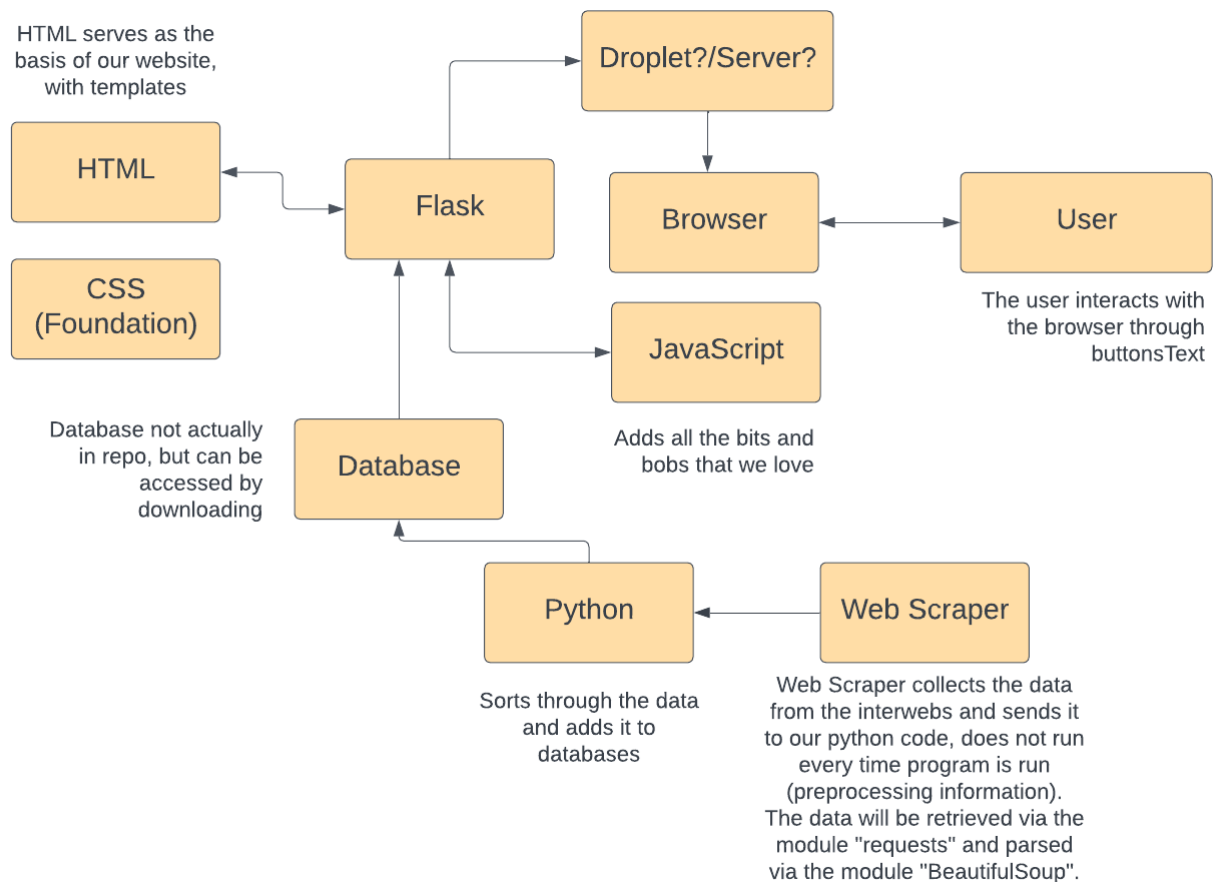 HTML serves as the
basis of our website,
with templates
Droplet?/Server?
HTML
Flask
Browser
User
CSS
(Foundation)
The user interacts with
the browser through
buttonsText
JavaScript
Adds all the bits and
bobs that we love
Database not actually
in repo, but can be
accessed by
downloading
Database
Python
Web Scraper
Sorts through the data
and adds it to
databases
Web Scraper collects the data
from the interwebs and sends it
to our python code, does not run
every time program is run
(preprocessing information).
The data will be retrieved via the
module "requests" and parsed
via the module "BeautifulSoup".